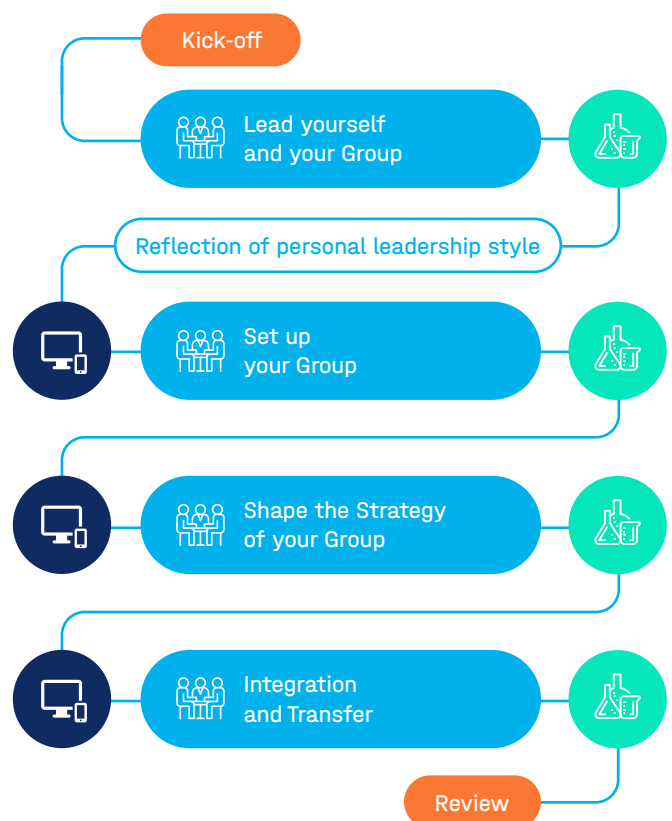 Kick-off
Lead yourself
and your Group
Reflection of personal leadership style
Set up
your Group
Shape the Strategy
of your Group
Integration
and Transfer
Review